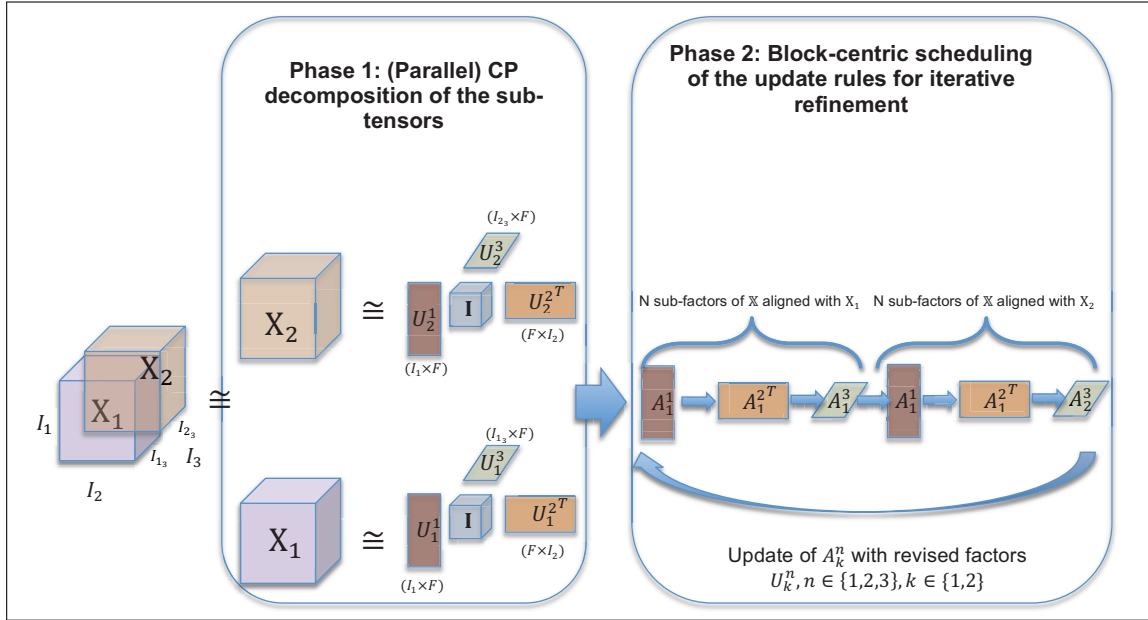 Phase 1: (Parallel) CP
decomposition of the sub-
tensors
Phase 2: Block-centric scheduling
of the update rules for iterative
refinement
X₂
X₁
I₁
I₂
I₁₃
I₂₃
I₃
≅
X₂
≅
U₂¹
(I₁×F)
I
U₂³
(I₂₃×F)
U₂²ᵀ
(F×I₂)
X₁
≅
U₁¹
(I₁×F)
I
U₁³
(I₁₃×F)
U₁²ᵀ
(F×I₂)
N sub-factors of 𝕏 aligned with X₁
N sub-factors of 𝕏 aligned with X₂
A₁¹
A₁²ᵀ
A₁³
A₁¹
A₁²ᵀ
A₂³
Update of Aₖⁿ with revised factors
Uₖⁿ, n ∈ {1,2,3}, k ∈ {1,2}